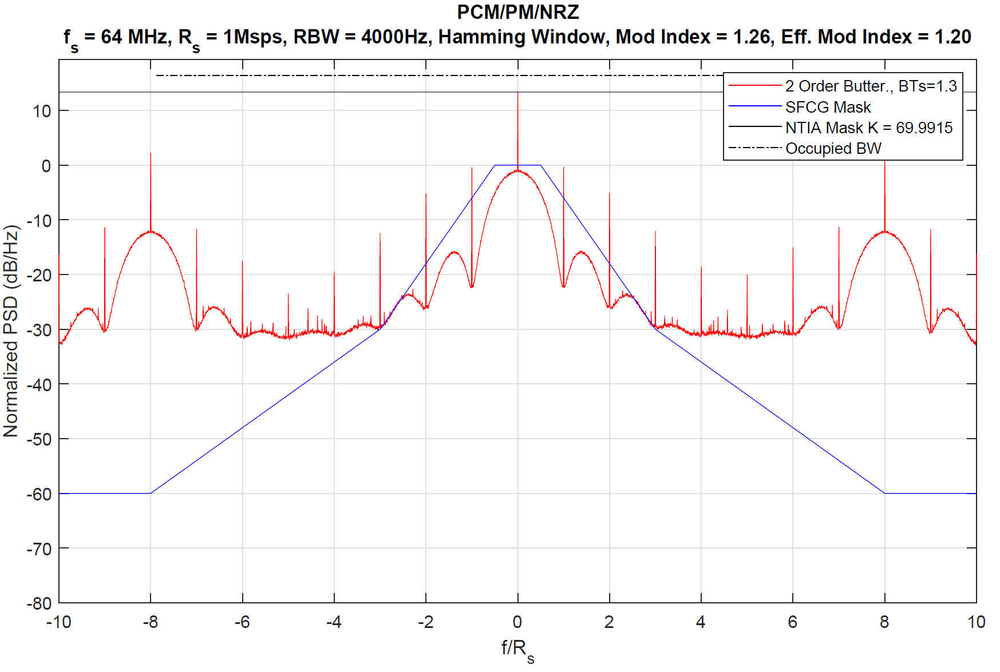 PCM/PM/NRZ
fs = 64 MHz, Rs = 1Msps, RBW = 4000Hz, Hamming Window, Mod Index = 1.26, Eff. Mod Index = 1.20
2 Order Butter., BTs=1.3
SFCG Mask
NTIA Mask K = 69.9915
Occupied BW
Normalized PSD (dB/Hz)
10
0
-10
-20
-30
-40
-50
-60
-70
-80
-10 -8 -6 -4 -2 0 2 4 6 8 10
f/Rs